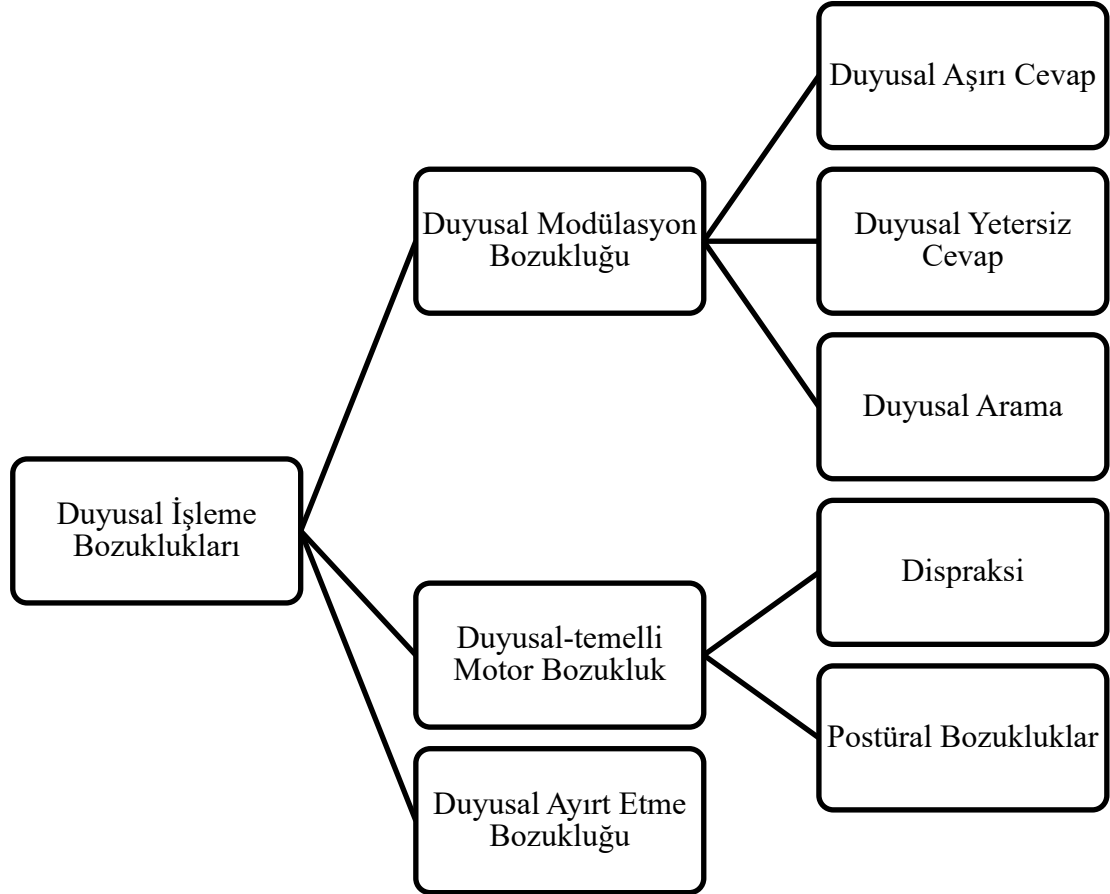 Duyusal İşleme
Bozuklukları
Duyusal Modülasyon
Bozukluğu
Duyusal Aşırı Cevap
Duyusal Yetersiz
Cevap
Duyusal Arama
Duyusal-temelli
Motor Bozukluk
Dispraksi
Postüral Bozukluklar
Duyusal Ayırt Etme
Bozukluğu